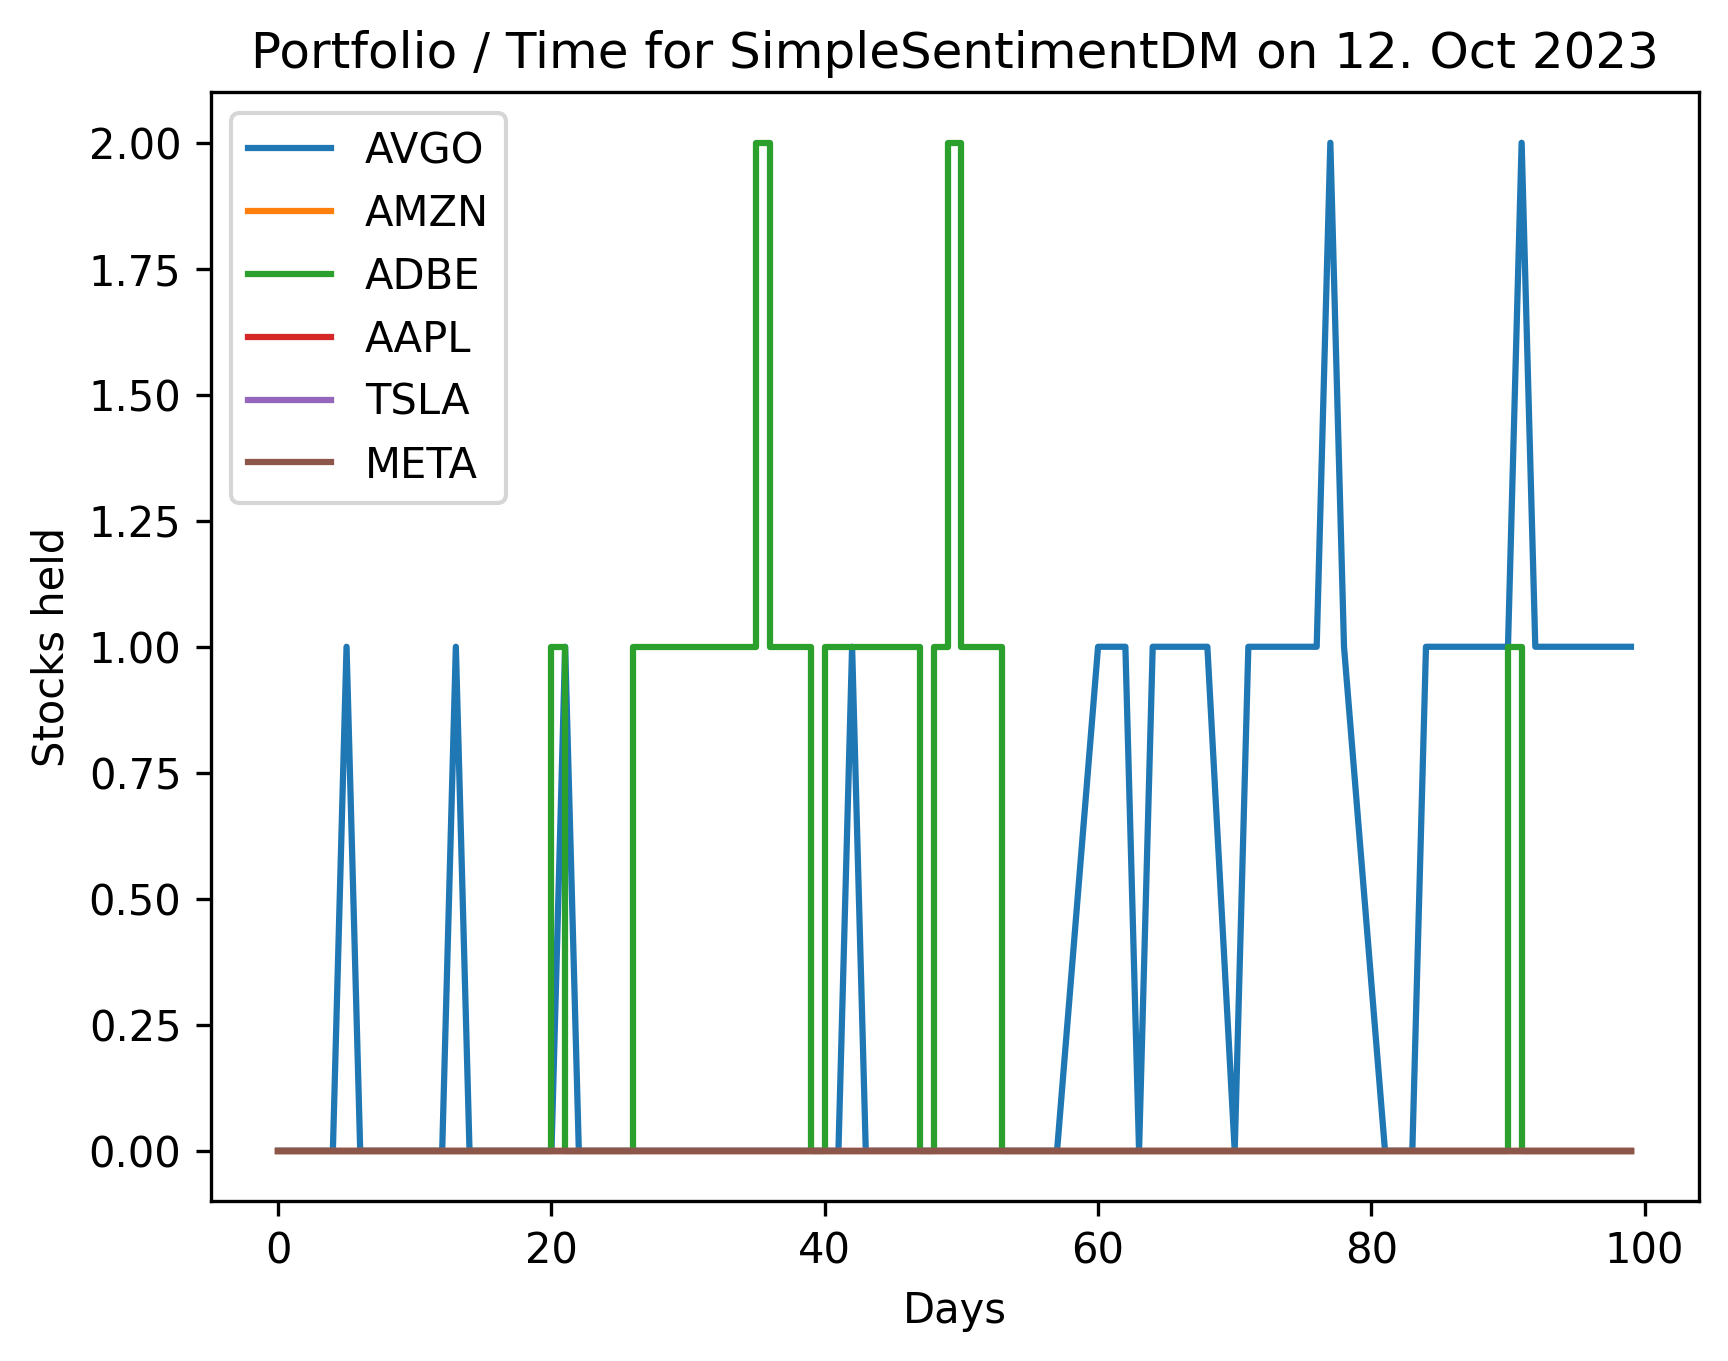 Portfolio / Time for SimpleSentimentDM on 12. Oct 2023
AVGO
AMZN
ADBE
AAPL
TSLA
META
2.00
1.75
1.50
1.25
1.00
0.75
0.50
0.25
0.00
Stocks held
0 20 40 60 80 100
Days